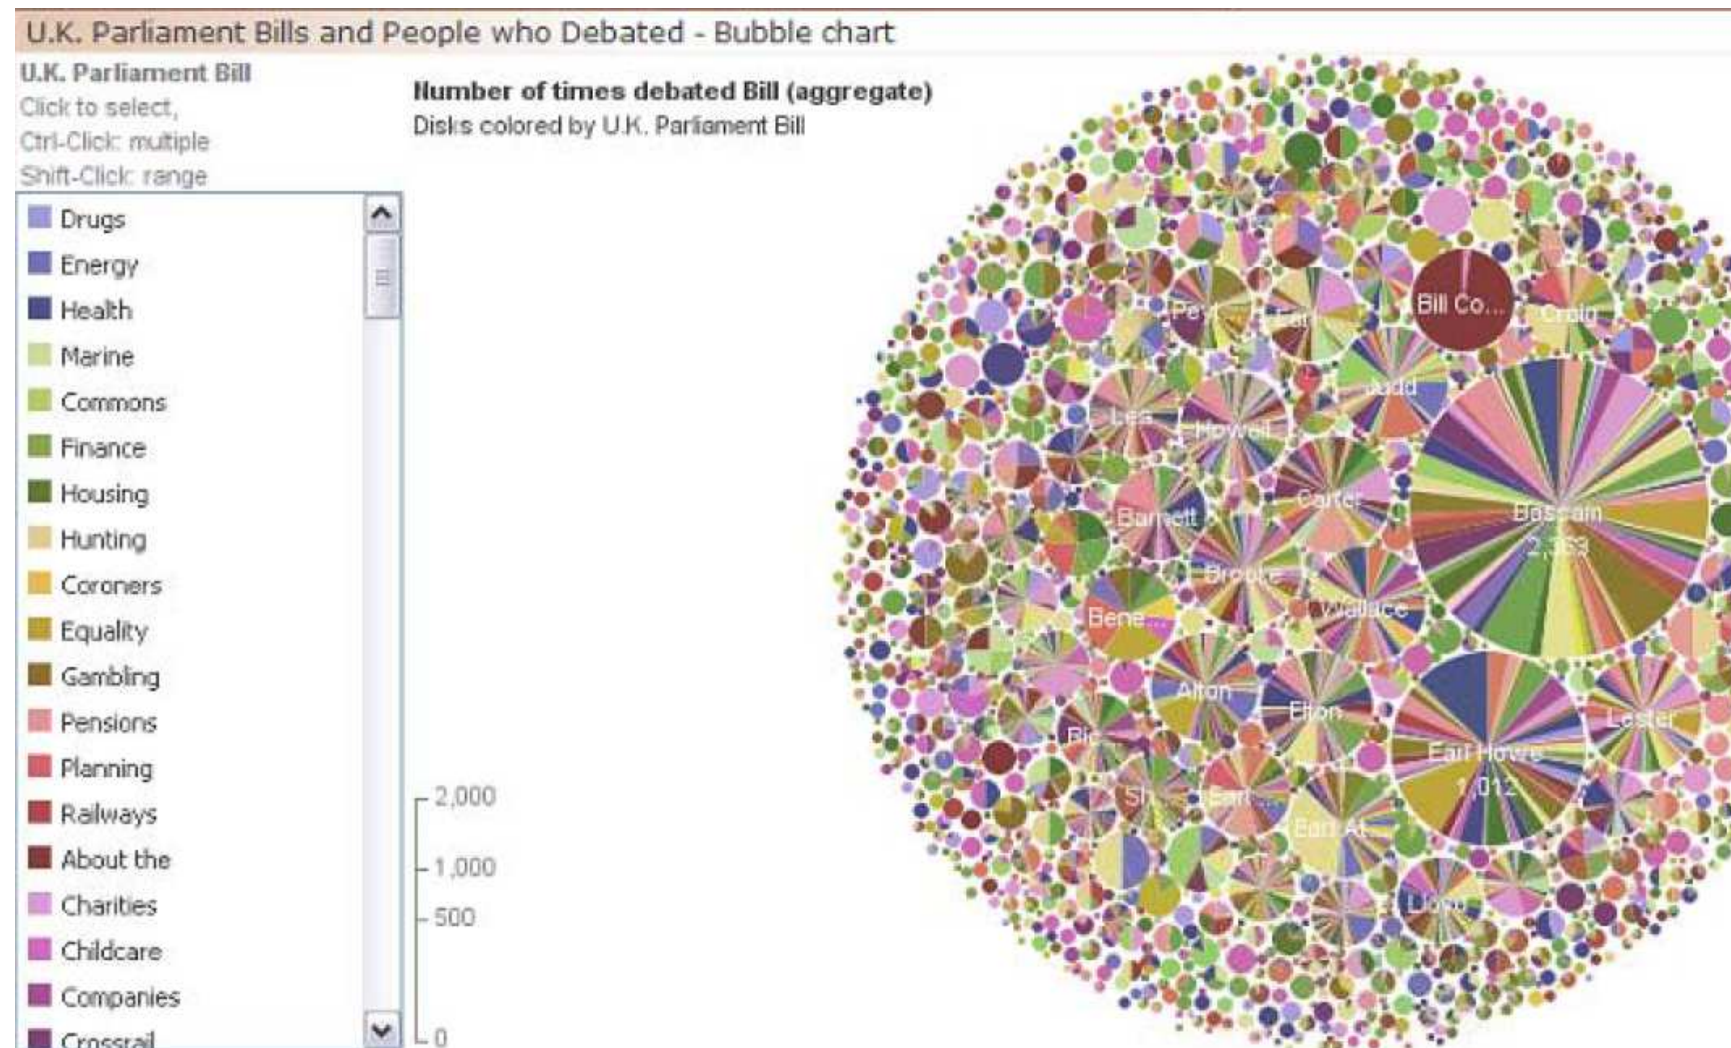 U.K. Parliament Bills and People who Debated - Bubble chart
U.K. Parliament Bill
Click to select,
Ctrl-Click: multiple
Shift-Click: range
Number of times debated Bill (aggregate)
Disks colored by U.K. Parliament Bill
Drugs
Energy
Health
Marine
Commons
Finance
Housing
Hunting
Coroners
Equality
Gambling
Pensions
Planning
Railways
About the
Charities
Childcare
Companies
Crossrail
2,000
1,000
500
0
Bill Co...
Craig
Judd
Howell
Carter
Barnett
Brooke
Wallace
Bene...
Alton
Elton
Earl Howe
1,012
Earl At